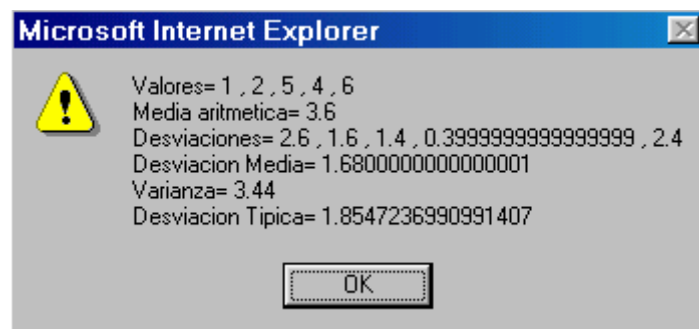 Microsoft Internet Explorer
Valores= 1 , 2 , 5 , 4 , 6
Media aritmetica= 3.6
Desviaciones= 2.6 , 1.6 , 1.4 , 0.3999999999999999 , 2.4
Desviacion Media= 1.6800000000000001
Varianza= 3.44
Desviacion Tipica= 1.8547236990991407
OK